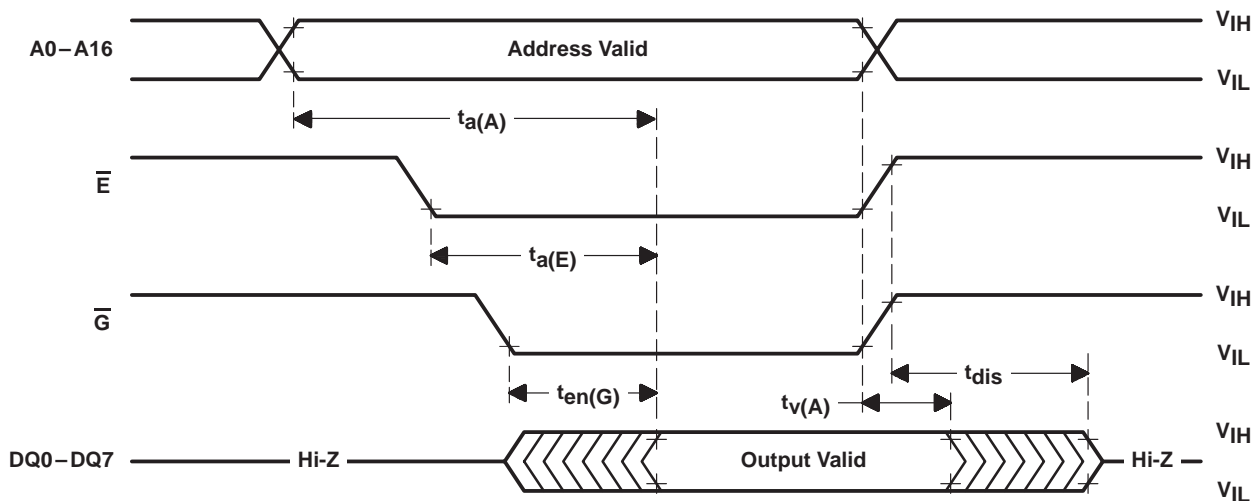 VIH
A0–A16
Address Valid
VIL
ta(A)
VIH
E
VIL
ta(E)
VIH
G
VIL
tdis
ten(G)
tv(A)
VIH
DQ0–DQ7
Hi-Z
Output Valid
Hi-Z
VIL